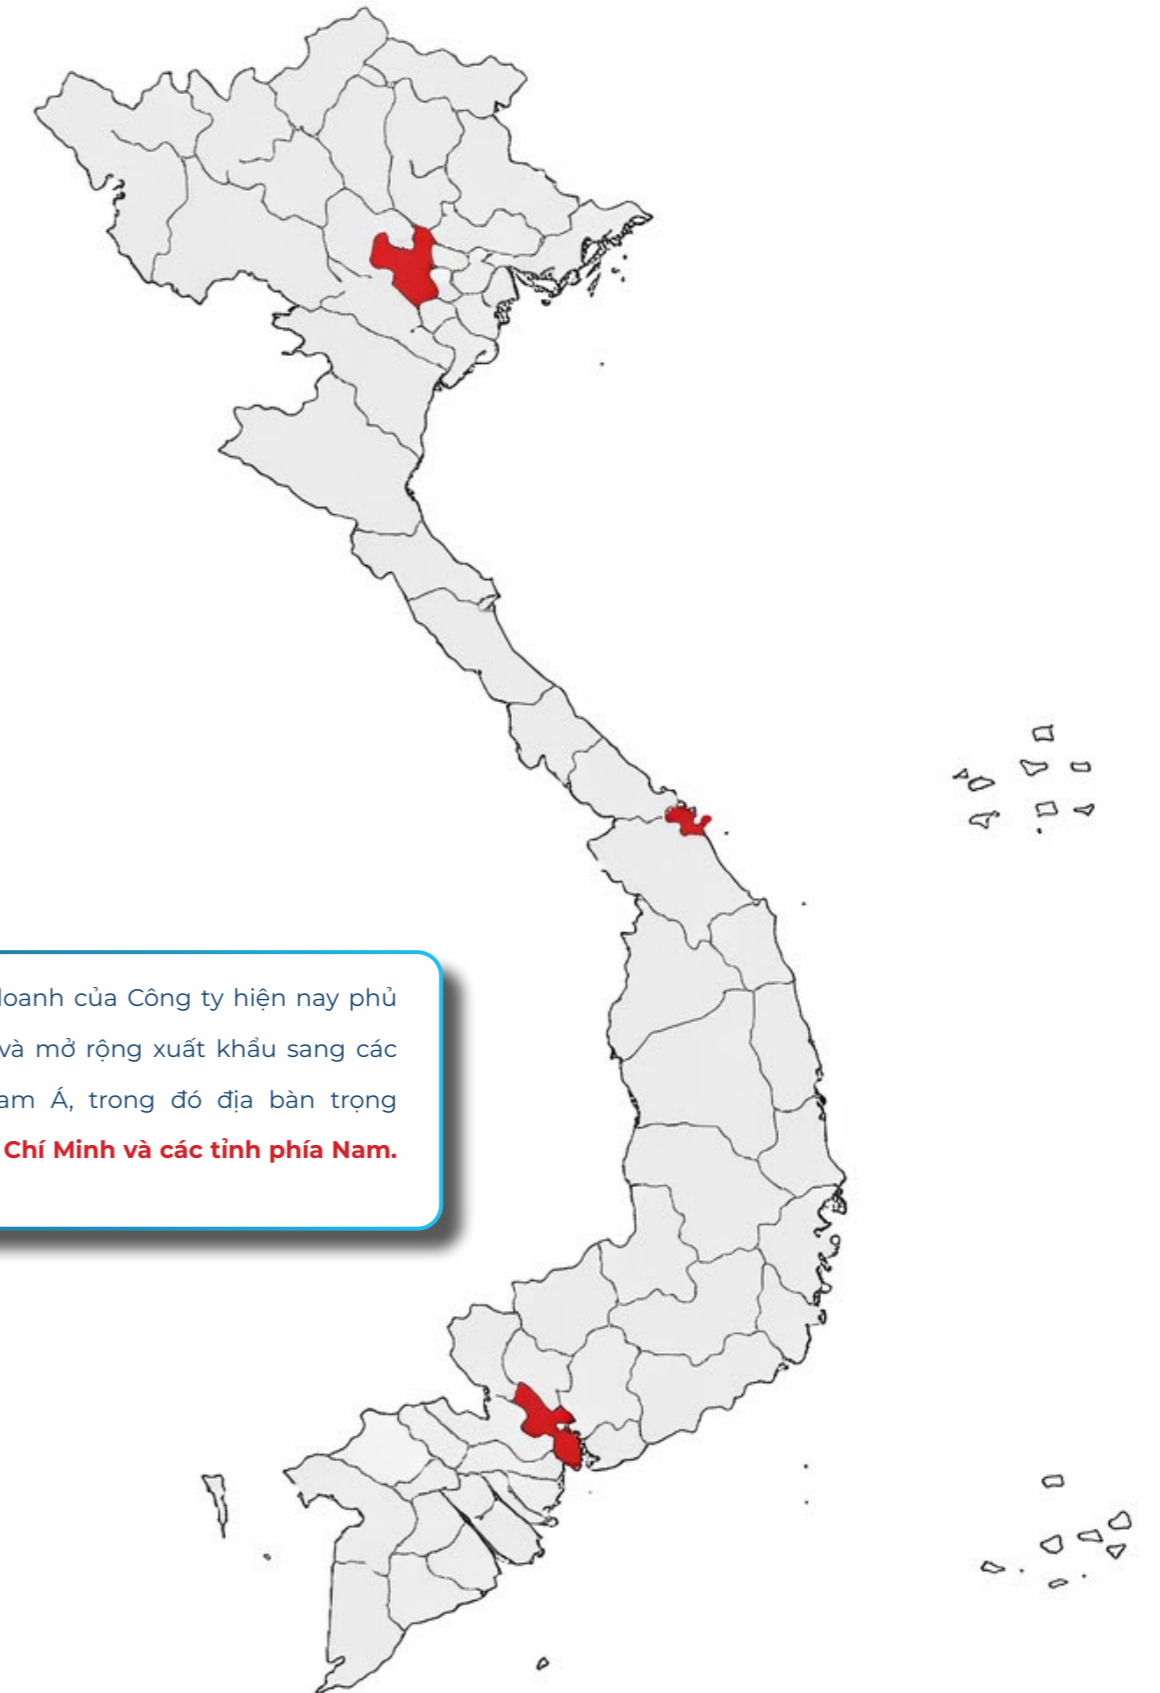 doanh của Công ty hiện nay phủ
và mở rộng xuất khẩu sang các
am Á, trong đó địa bàn trọng
Chí Minh và các tỉnh phía Nam.